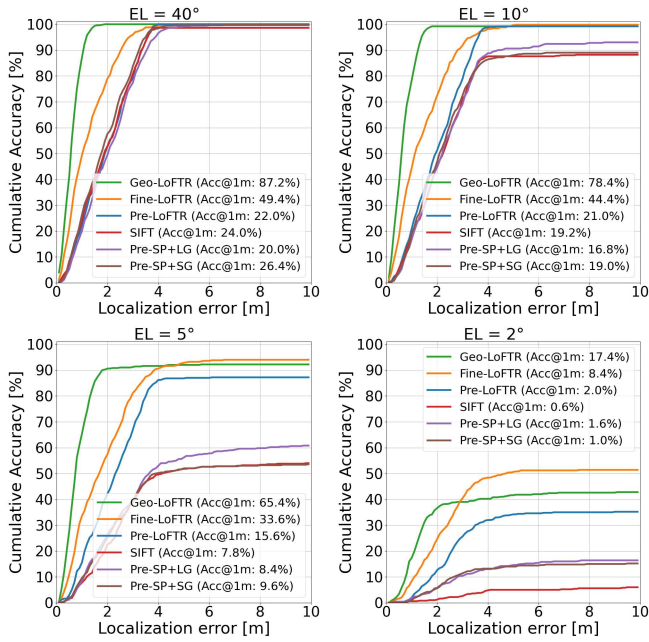 EL = 40°
100
90
80
70
60
50
40
30
20
10
0
Cumulative Accuracy [%]
Geo-LoFTR (Acc@1m: 87.2%)
Fine-LoFTR (Acc@1m: 49.4%)
Pre-LoFTR (Acc@1m: 22.0%)
SIFT (Acc@1m: 24.0%)
Pre-SP+LG (Acc@1m: 20.0%)
Pre-SP+SG (Acc@1m: 26.4%)
0 2 4 6 8 10
Localization error [m]
EL = 10°
100
90
80
70
60
50
40
30
20
10
0
Cumulative Accuracy [%]
Geo-LoFTR (Acc@1m: 78.4%)
Fine-LoFTR (Acc@1m: 44.4%)
Pre-LoFTR (Acc@1m: 21.0%)
SIFT (Acc@1m: 19.2%)
Pre-SP+LG (Acc@1m: 16.8%)
Pre-SP+SG (Acc@1m: 19.0%)
0 2 4 6 8 10
Localization error [m]
EL = 5°
100
90
80
70
60
50
40
30
20
10
0
Cumulative Accuracy [%]
Geo-LoFTR (Acc@1m: 65.4%)
Fine-LoFTR (Acc@1m: 33.6%)
Pre-LoFTR (Acc@1m: 15.6%)
SIFT (Acc@1m: 7.8%)
Pre-SP+LG (Acc@1m: 8.4%)
Pre-SP+SG (Acc@1m: 9.6%)
0 2 4 6 8 10
Localization error [m]
EL = 2°
100
90
80
70
60
50
40
30
20
10
0
Cumulative Accuracy [%]
Geo-LoFTR (Acc@1m: 17.4%)
Fine-LoFTR (Acc@1m: 8.4%)
Pre-LoFTR (Acc@1m: 2.0%)
SIFT (Acc@1m: 0.6%)
Pre-SP+LG (Acc@1m: 1.6%)
Pre-SP+SG (Acc@1m: 1.0%)
0 2 4 6 8 10
Localization error [m]